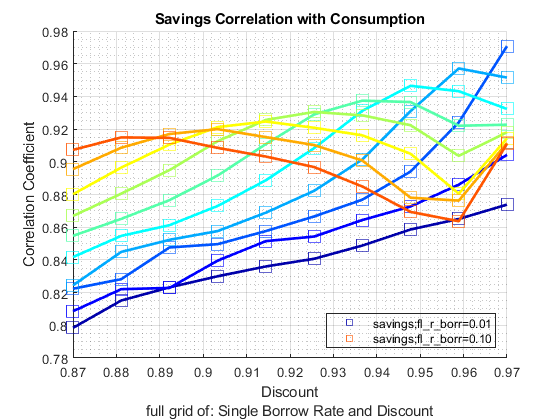 Savings Correlation with Consumption
0.98
0.96
0.94
0.92
0.9
0.88
0.86
0.84
0.82
0.8
0.78
Correlation Coefficient
savings;fl_r_borr=0.01
savings;fl_r_borr=0.10
0.87 0.88 0.89 0.9 0.91 0.92 0.93 0.94 0.95 0.96 0.97
Discount
full grid of: Single Borrow Rate and Discount